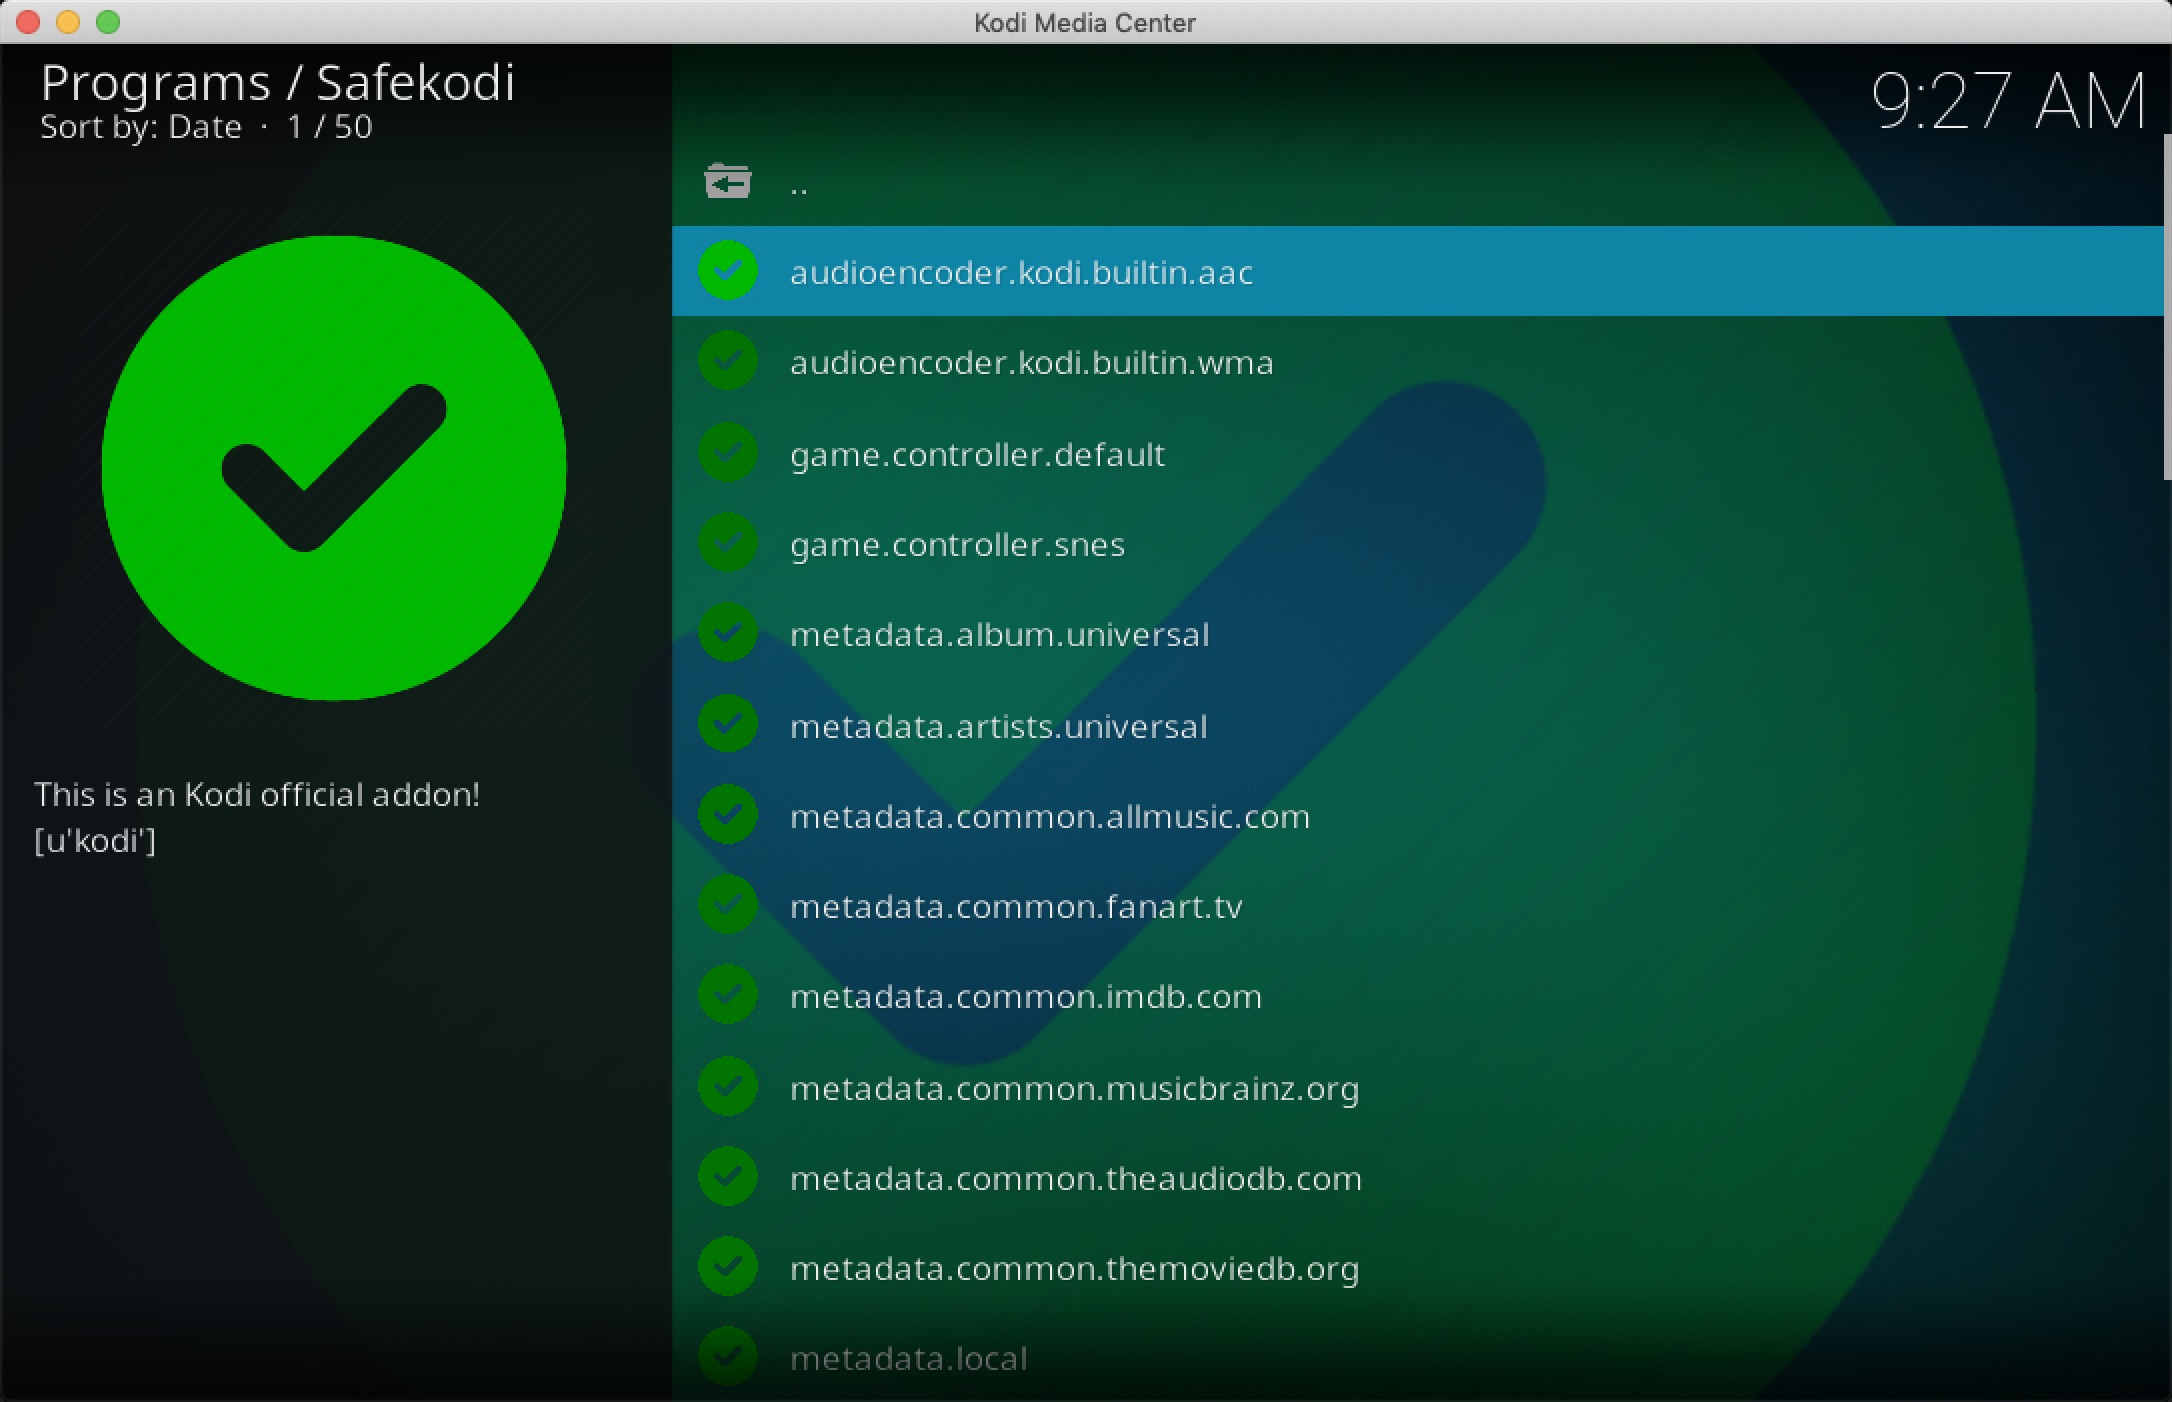 Kodi Media Center
Programs / Safekodi
Sort by: Date · 1 / 50
9:27 AM
..
audioencoder.kodi.builtin.aac
audioencoder.kodi.builtin.wma
game.controller.default
game.controller.snes
metadata.album.universal
metadata.artists.universal
metadata.common.allmusic.com
metadata.common.fanart.tv
metadata.common.imdb.com
metadata.common.musicbrainz.org
metadata.common.theaudiodb.com
metadata.common.themoviedb.org
metadata.local
This is an Kodi official addon!
[u'kodi']